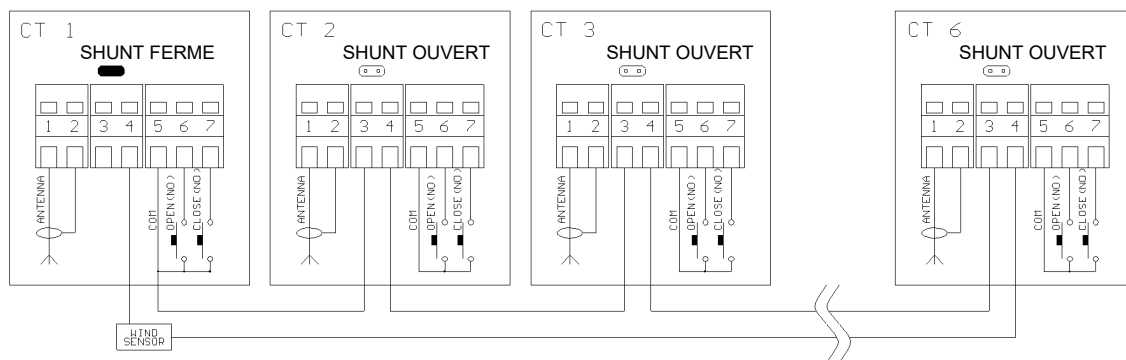 CT 1
SHUNT FERME
1 2 3 4 5 6 7
ANTENNA
COM
OPEN(NO)
CLOSE(NO)
CT 2
SHUNT OUVERT
1 2 3 4 5 6 7
ANTENNA
COM
OPEN(NO)
CLOSE(NO)
CT 3
SHUNT OUVERT
1 2 3 4 5 6 7
ANTENNA
COM
OPEN(NO)
CLOSE(NO)
CT 6
SHUNT OUVERT
1 2 3 4 5 6 7
ANTENNA
COM
OPEN(NO)
CLOSE(NO)
WIND
SENSOR